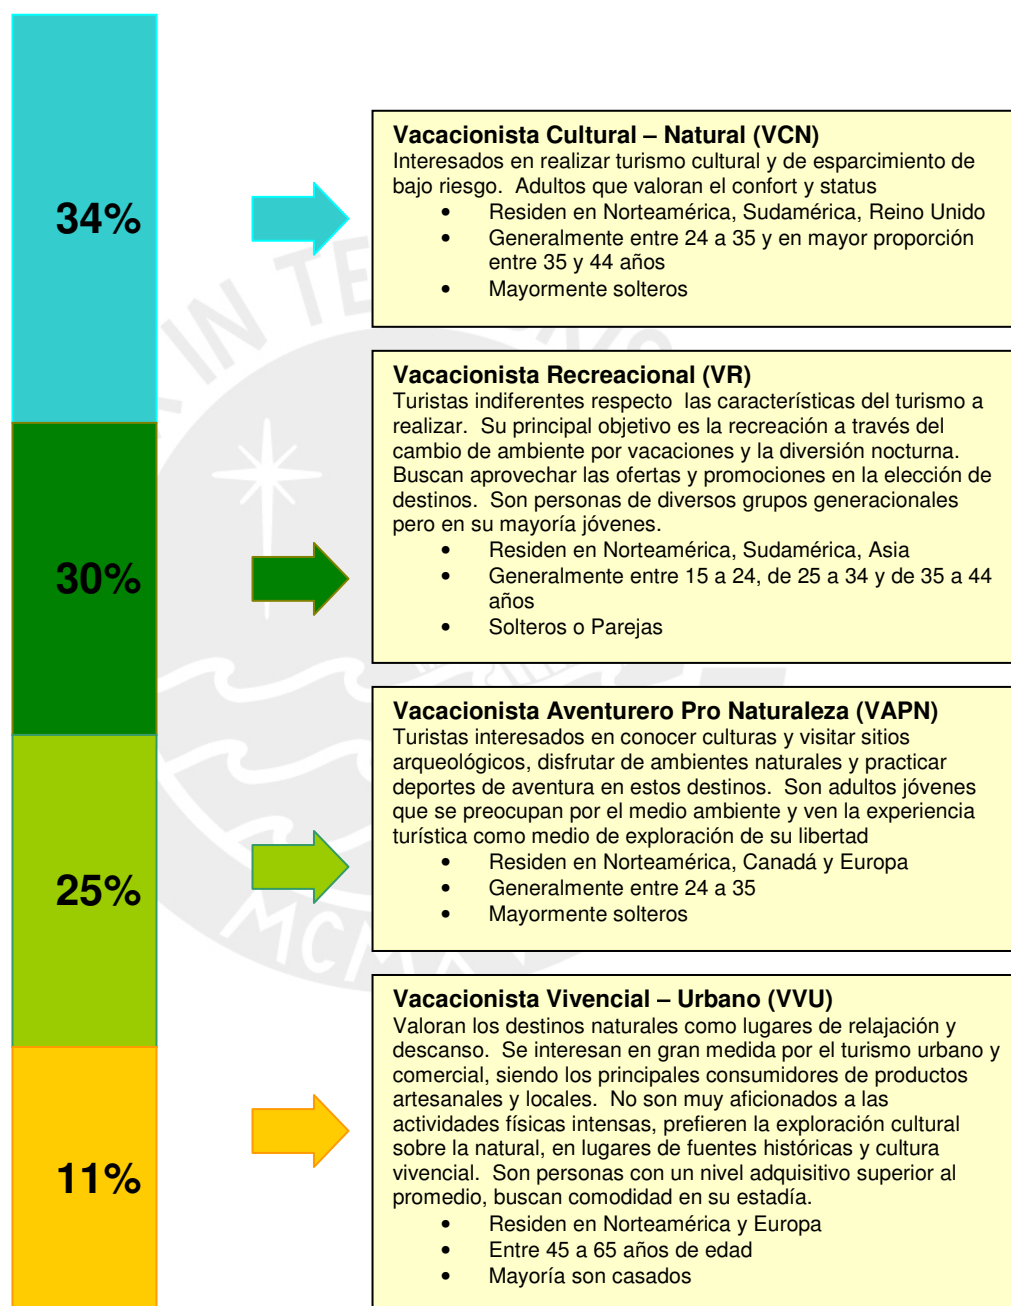 34%
Vacacionista Cultural – Natural (VCN)
Interesados en realizar turismo cultural y de esparcimiento de
bajo riesgo.  Adultos que valoran el confort y status
• Residen en Norteamérica, Sudamérica, Reino Unido
• Generalmente entre 24 a 35 y en mayor proporción
entre 35 y 44 años
• Mayormente solteros
30%
Vacacionista Recreacional (VR)
Turistas indiferentes respecto  las características del turismo a
realizar.  Su principal objetivo es la recreación a través del
cambio de ambiente por vacaciones y la diversión nocturna.
Buscan aprovechar las ofertas y promociones en la elección de
destinos.  Son personas de diversos grupos generacionales
pero en su mayoría jóvenes.
• Residen en Norteamérica, Sudamérica, Asia
• Generalmente entre 15 a 24, de 25 a 34 y de 35 a 44
años
• Solteros o Parejas
25%
Vacacionista Aventurero Pro Naturaleza (VAPN)
Turistas interesados en conocer culturas y visitar sitios
arqueológicos, disfrutar de ambientes naturales y practicar
deportes de aventura en estos destinos.  Son adultos jóvenes
que se preocupan por el medio ambiente y ven la experiencia
turística como medio de exploración de su libertad
• Residen en Norteamérica, Canadá y Europa
• Generalmente entre 24 a 35
• Mayormente solteros
11%
Vacacionista Vivencial – Urbano (VVU)
Valoran los destinos naturales como lugares de relajación y
descanso.  Se interesan en gran medida por el turismo urbano y
comercial, siendo los principales consumidores de productos
artesanales y locales.  No son muy aficionados a las
actividades físicas intensas, prefieren la exploración cultural
sobre la natural, en lugares de fuentes históricas y cultura
vivencial.  Son personas con un nivel adquisitivo superior al
promedio, buscan comodidad en su estadía.
• Residen en Norteamérica y Europa
• Entre 45 a 65 años de edad
• Mayoría son casados
IN